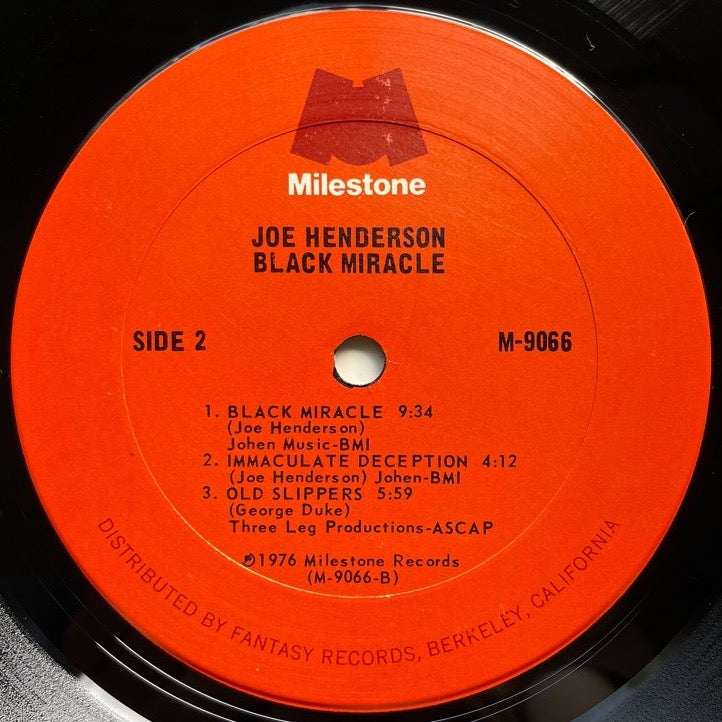 Milestone
JOE HENDERSON
BLACK MIRACLE
SIDE 2
M-9066
1. BLACK MIRACLE 9:34
(Joe Henderson)
Johen Music-BMI
2. IMMACULATE DECEPTION 4:12
(Joe Henderson) Johen-BMI
3. OLD SLIPPERS 5:59
(George Duke)
Three Leg Productions-ASCAP
℗1976 Milestone Records
(M-9066-B)
DISTRIBUTED BY FANTASY RECORDS, BERKELEY, CALIFORNIA